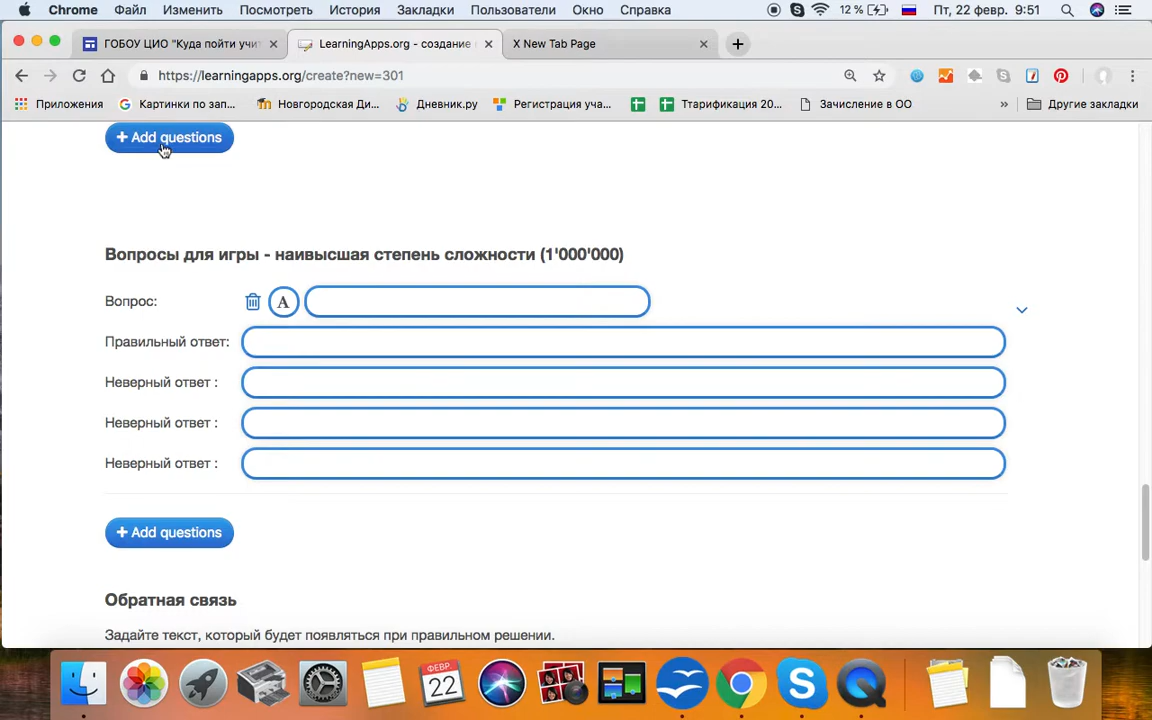 Chrome Файл Изменить Посмотреть История Закладки Пользователи Окно Справка 12 % Пт, 22 февр. 9:51
ГОБОУ ЦИО "Куда пойти учит LearningApps.org - создание X New Tab Page
https://learningapps.org/create?new=301
Приложения Картинки по зап... Новгородская Ди... Дневник.ру Регистрация уча... Ттарификация 20... Зачисление в ОО » Другие закладки
+ Add questions
Вопросы для игры - наивысшая степень сложности (1'000'000)
Вопрос: A
Правильный ответ:
Неверный ответ :
Неверный ответ :
Неверный ответ :
+ Add questions
Обратная связь
Задайте текст, который будет появляться при правильном решении.
ФЕВР.
22